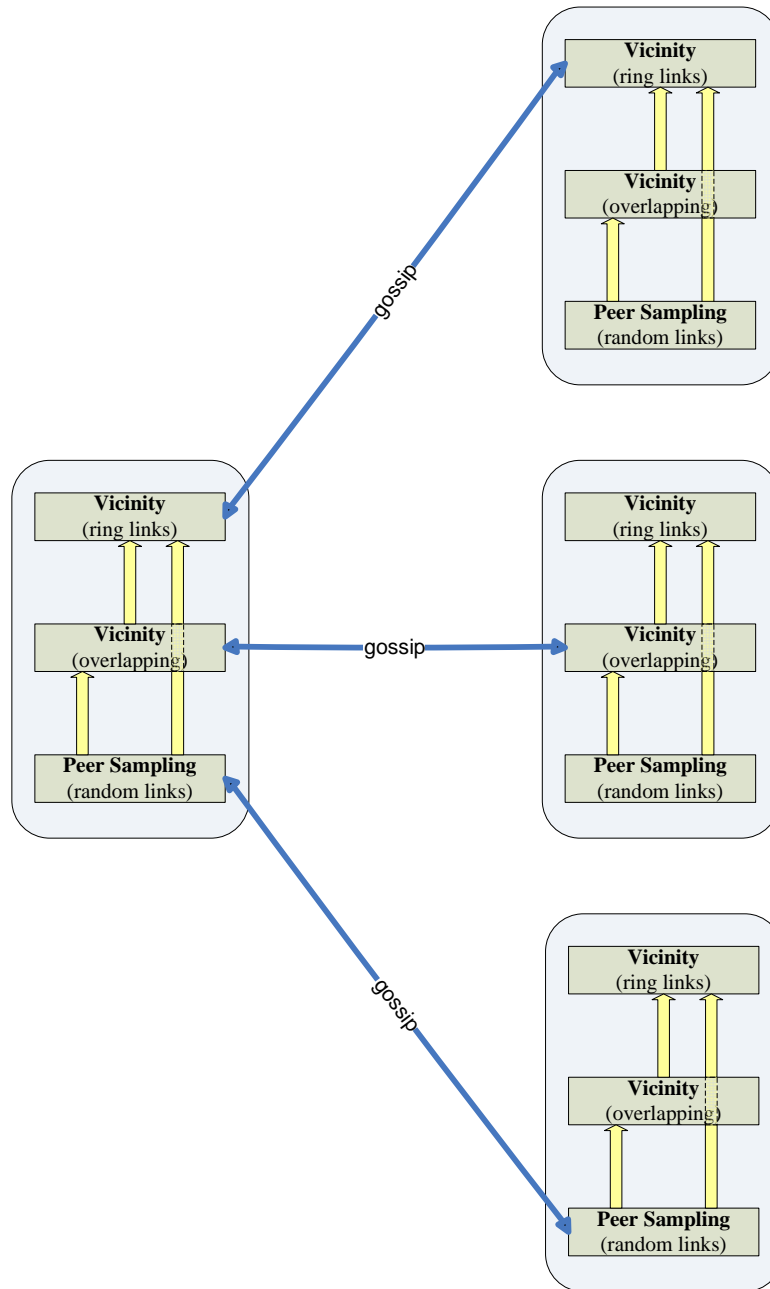 Vicinity
(ring links)
Vicinity
(overlapping)
Peer Sampling
(random links)
gossip
Vicinity
(ring links)
Vicinity
(overlapping)
Peer Sampling
(random links)
gossip
Vicinity
(ring links)
Vicinity
(overlapping)
Peer Sampling
(random links)
gossip
Vicinity
(ring links)
Vicinity
(overlapping)
Peer Sampling
(random links)